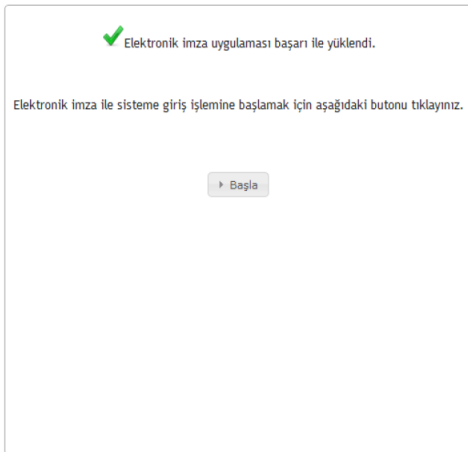 Elektronik imza uygulaması başarı ile yüklendi.
Elektronik imza ile sisteme giriş işlemine başlamak için aşağıdaki butonu tıklayınız.
Başla